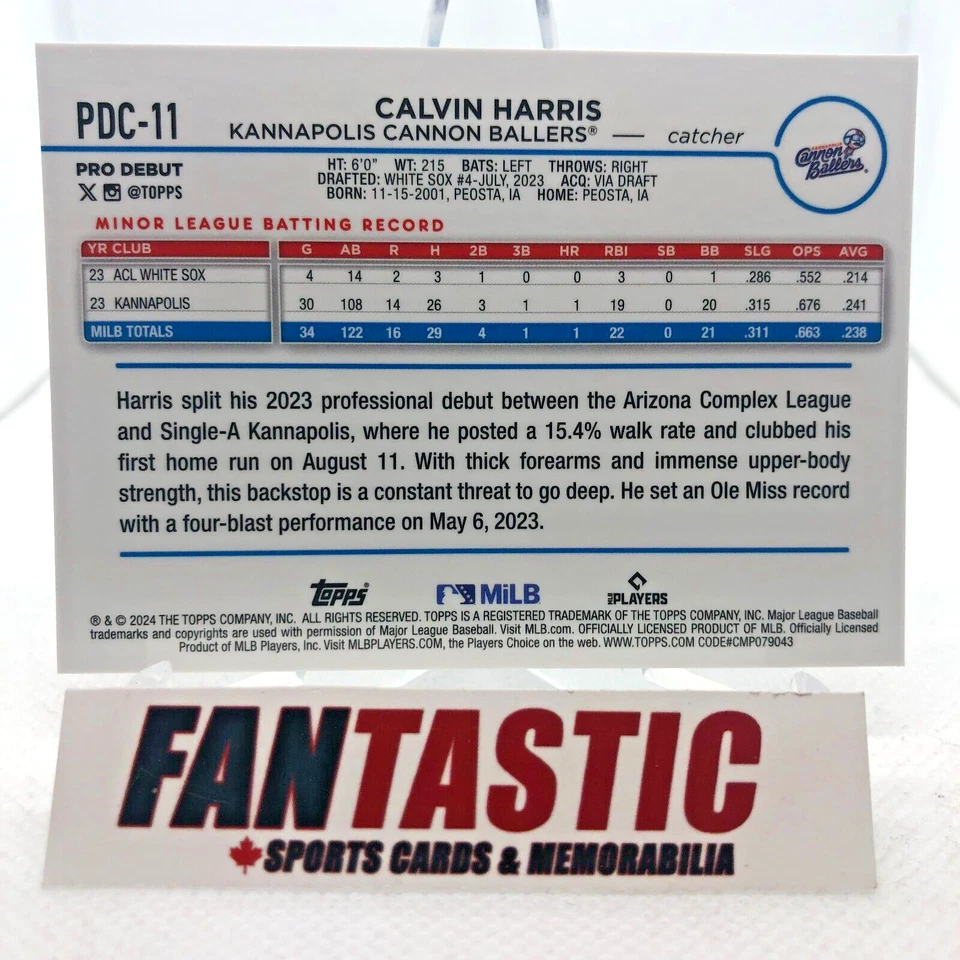 PDC-11
CALVIN HARRIS
KANNAPOLIS CANNON BALLERS® — catcher
KANNAPOLIS
Cannon
Ballers
PRO DEBUT
X @TOPPS
HT: 6'0" WT: 215 BATS: LEFT THROWS: RIGHT
DRAFTED: WHITE SOX #4-JULY, 2023 ACQ: VIA DRAFT
BORN: 11-15-2001, PEOSTA, IA HOME: PEOSTA, IA
MINOR LEAGUE BATTING RECORD
YR CLUB G AB R H 2B 3B HR RBI SB BB SLG OPS AVG
23 ACL WHITE SOX 4 14 2 3 1 0 0 3 0 1 .286 .552 .214
23 KANNAPOLIS 30 108 14 26 3 1 1 19 0 20 .315 .676 .241
MILB TOTALS 34 122 16 29 4 1 1 22 0 21 .311 .663 .238
Harris split his 2023 professional debut between the Arizona Complex League
and Single-A Kannapolis, where he posted a 15.4% walk rate and clubbed his
first home run on August 11. With thick forearms and immense upper-body
strength, this backstop is a constant threat to go deep. He set an Ole Miss record
with a four-blast performance on May 6, 2023.
Topps MiLB MLB PLAYERS
® & © 2024 THE TOPPS COMPANY, INC. ALL RIGHTS RESERVED. TOPPS IS A REGISTERED TRADEMARK OF THE TOPPS COMPANY, INC. Major League Baseball
trademarks and copyrights are used with permission of Major League Baseball. Visit MLB.com. OFFICIALLY LICENSED PRODUCT OF MLB. Officially Licensed
Product of MLB Players, Inc. Visit MLBPLAYERS.COM, the Players Choice on the web. WWW.TOPPS.COM CODE#CMP079043
FANTASTIC
SPORTS CARDS & MEMORABILIA